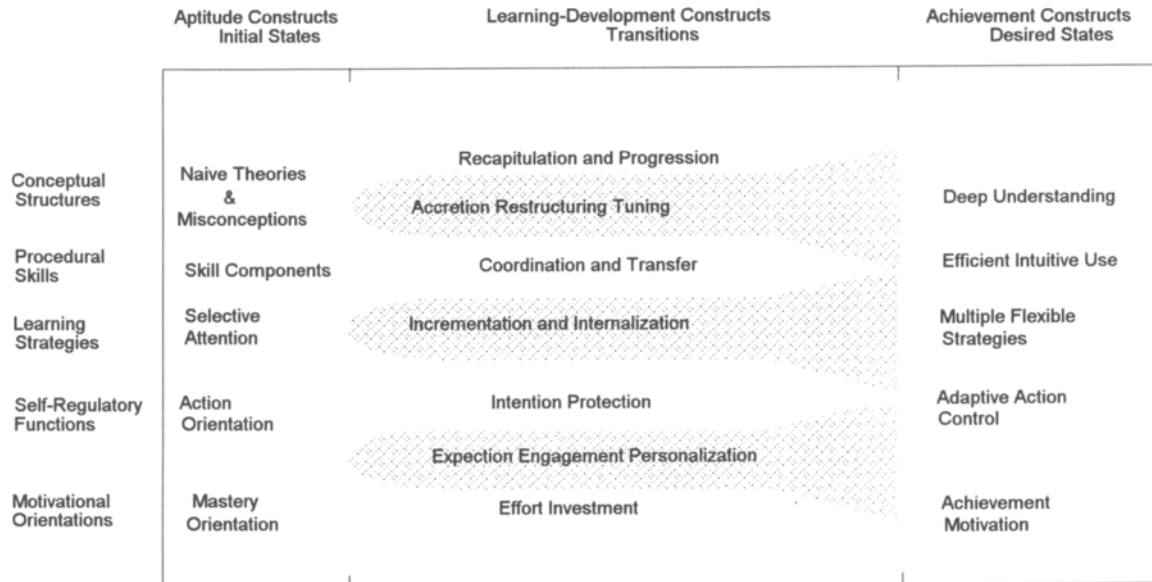 Aptitude Constructs
Initial States
Learning-Development Constructs
Transitions
Achievement Constructs
Desired States
Conceptual
Structures
Naive Theories
&
Misconceptions
Recapitulation and Progression
Accretion Restructuring Tuning
Deep Understanding
Procedural
Skills
Skill Components
Coordination and Transfer
Efficient Intuitive Use
Learning
Strategies
Selective
Attention
Incrementation and Internalization
Multiple Flexible
Strategies
Self-Regulatory
Functions
Action
Orientation
Intention Protection
Adaptive Action
Control
Expection Engagement Personalization
Motivational
Orientations
Mastery
Orientation
Effort Investment
Achievement
Motivation